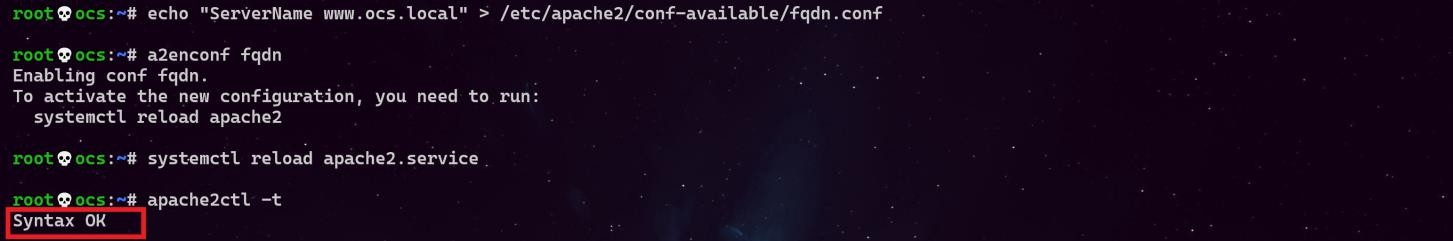 root💀ocs:~# echo "ServerName www.ocs.local" > /etc/apache2/conf-available/fqdn.conf
root💀ocs:~# a2enconf fqdn
Enabling conf fqdn.
To activate the new configuration, you need to run:
  systemctl reload apache2
root💀ocs:~# systemctl reload apache2.service
root💀ocs:~# apache2ctl -t
Syntax OK